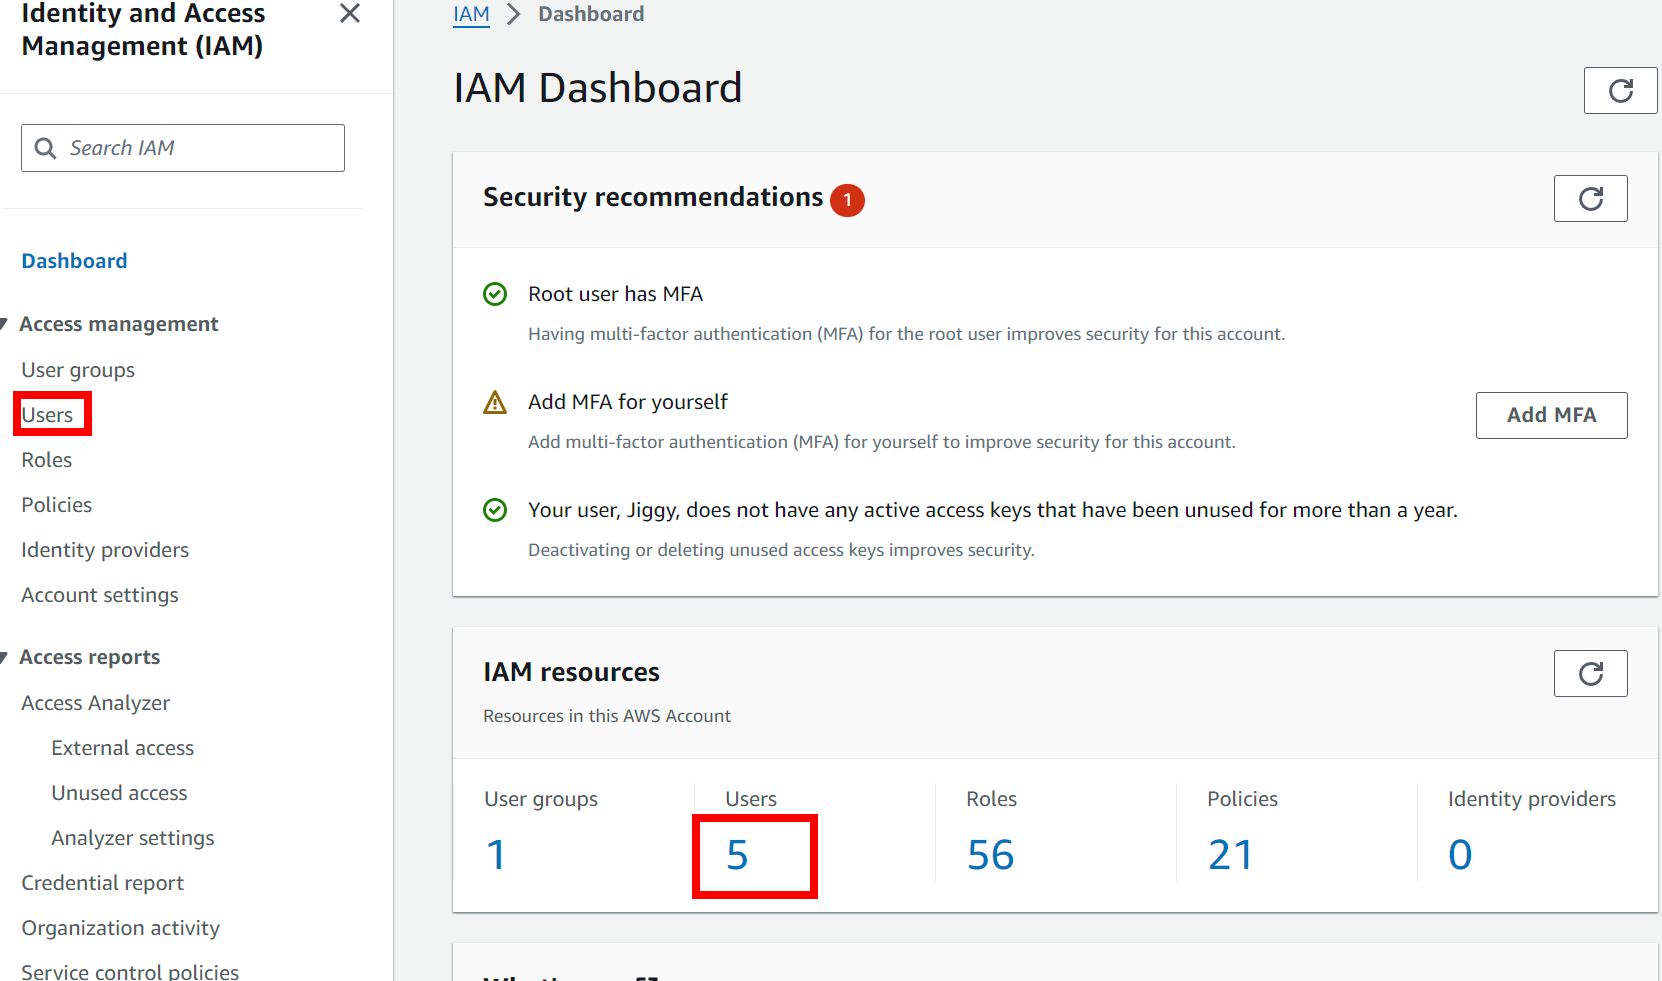 Identity and Access
Management (IAM)
Search IAM
Dashboard
Access management
User groups
Users
Roles
Policies
Identity providers
Account settings
Access reports
Access Analyzer
External access
Unused access
Analyzer settings
Credential report
Organization activity
Service control policies
IAM > Dashboard
IAM Dashboard
Security recommendations 1
Root user has MFA
Having multi-factor authentication (MFA) for the root user improves security for this account.
Add MFA for yourself
Add MFA
Add multi-factor authentication (MFA) for yourself to improve security for this account.
Your user, Jiggy, does not have any active access keys that have been unused for more than a year.
Deactivating or deleting unused access keys improves security.
IAM resources
Resources in this AWS Account
User groups Users Roles Policies Identity providers
1 5 56 21 0